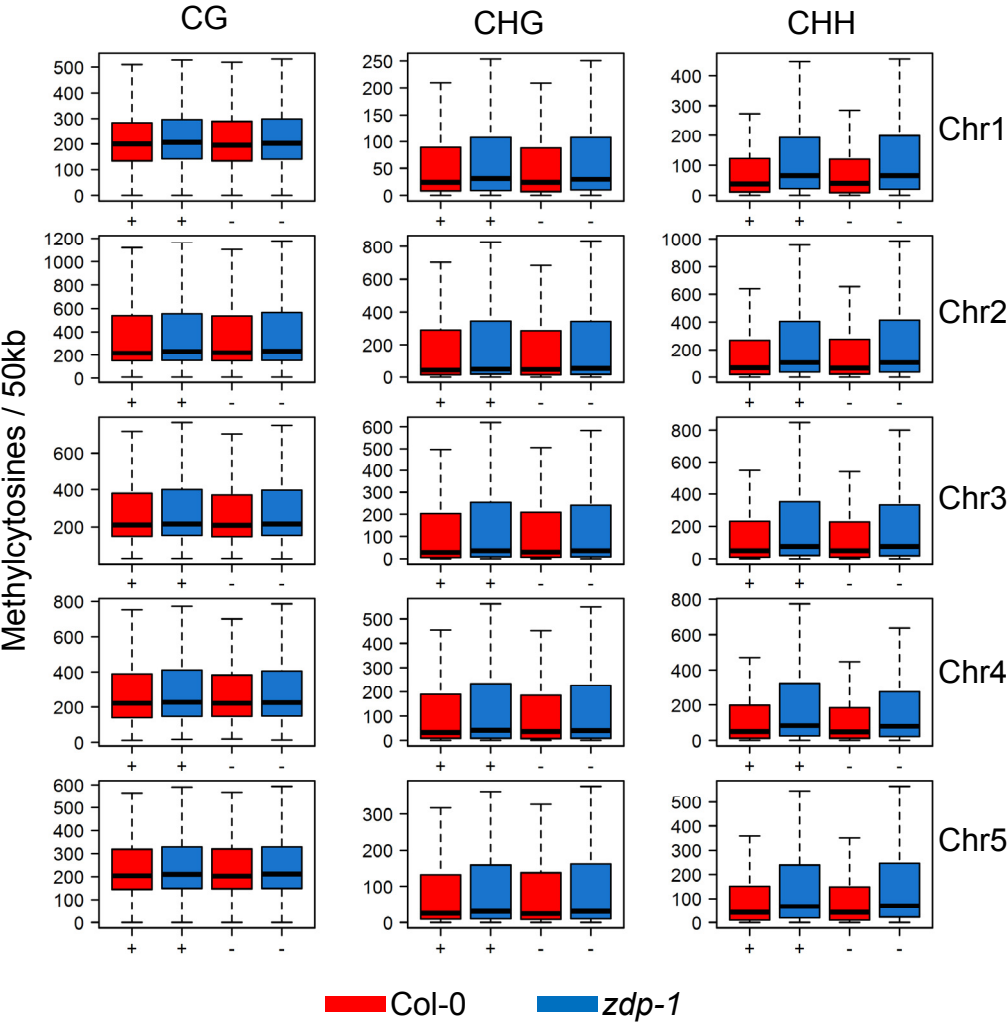 CG CHG CHH
500 400 300 200 100 0
250 200 150 100 50 0
400 300 200 100 0
Chr1
+ + - - + + - - + + - -
1200 1000 800 600 400 200 0
800 600 400 200 0
1000 800 600 400 200 0
Chr2
+ + - - + + - - + + - -
600 400 200
600 500 400 300 200 100 0
800 600 400 200 0
Chr3
+ + - - + + - - + + - -
800 600 400 200 0
500 400 300 200 100 0
800 600 400 200 0
Chr4
+ + - - + + - - + + - -
600 500 400 300 200 100 0
300 200 100 0
500 400 300 200 100 0
Chr5
+ + - - + + - - + + - -
Methylcytosines / 50kb
Col-0 zdp-1